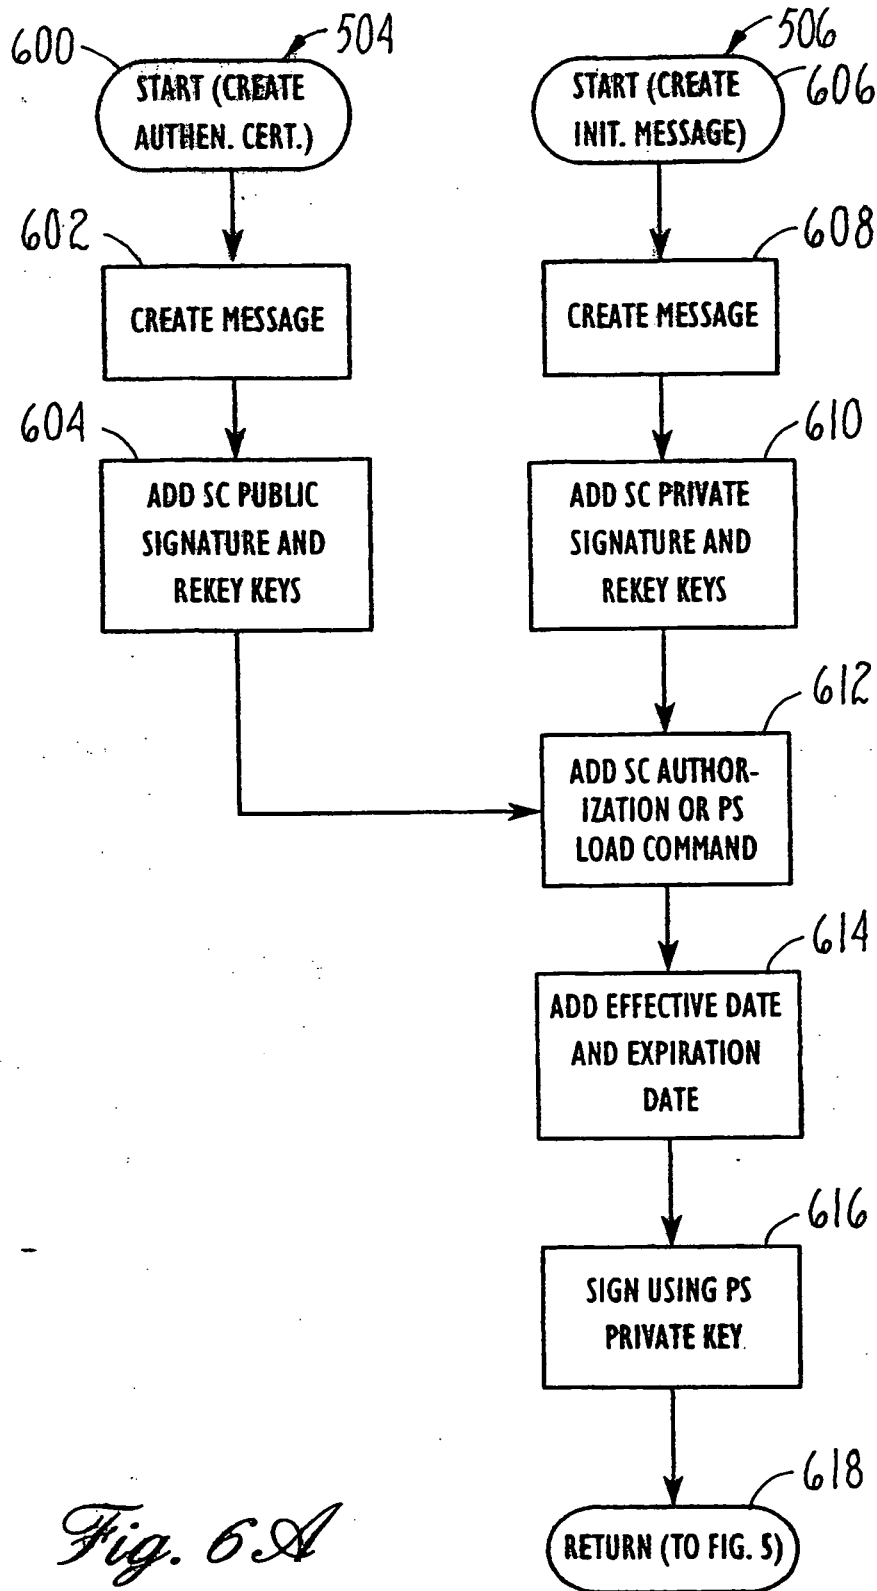 600
504
START (CREATE
AUTHEN. CERT.)
506
606
START (CREATE
INIT. MESSAGE)
602
CREATE MESSAGE
608
CREATE MESSAGE
604
ADD SC PUBLIC
SIGNATURE AND
REKEY KEYS
610
ADD SC PRIVATE
SIGNATURE AND
REKEY KEYS
612
ADD SC AUTHOR-
IZATION OR PS
LOAD COMMAND
614
ADD EFFECTIVE DATE
AND EXPIRATION
DATE
616
SIGN USING PS
PRIVATE KEY
618
RETURN (TO FIG. 5)
Fig. 6A